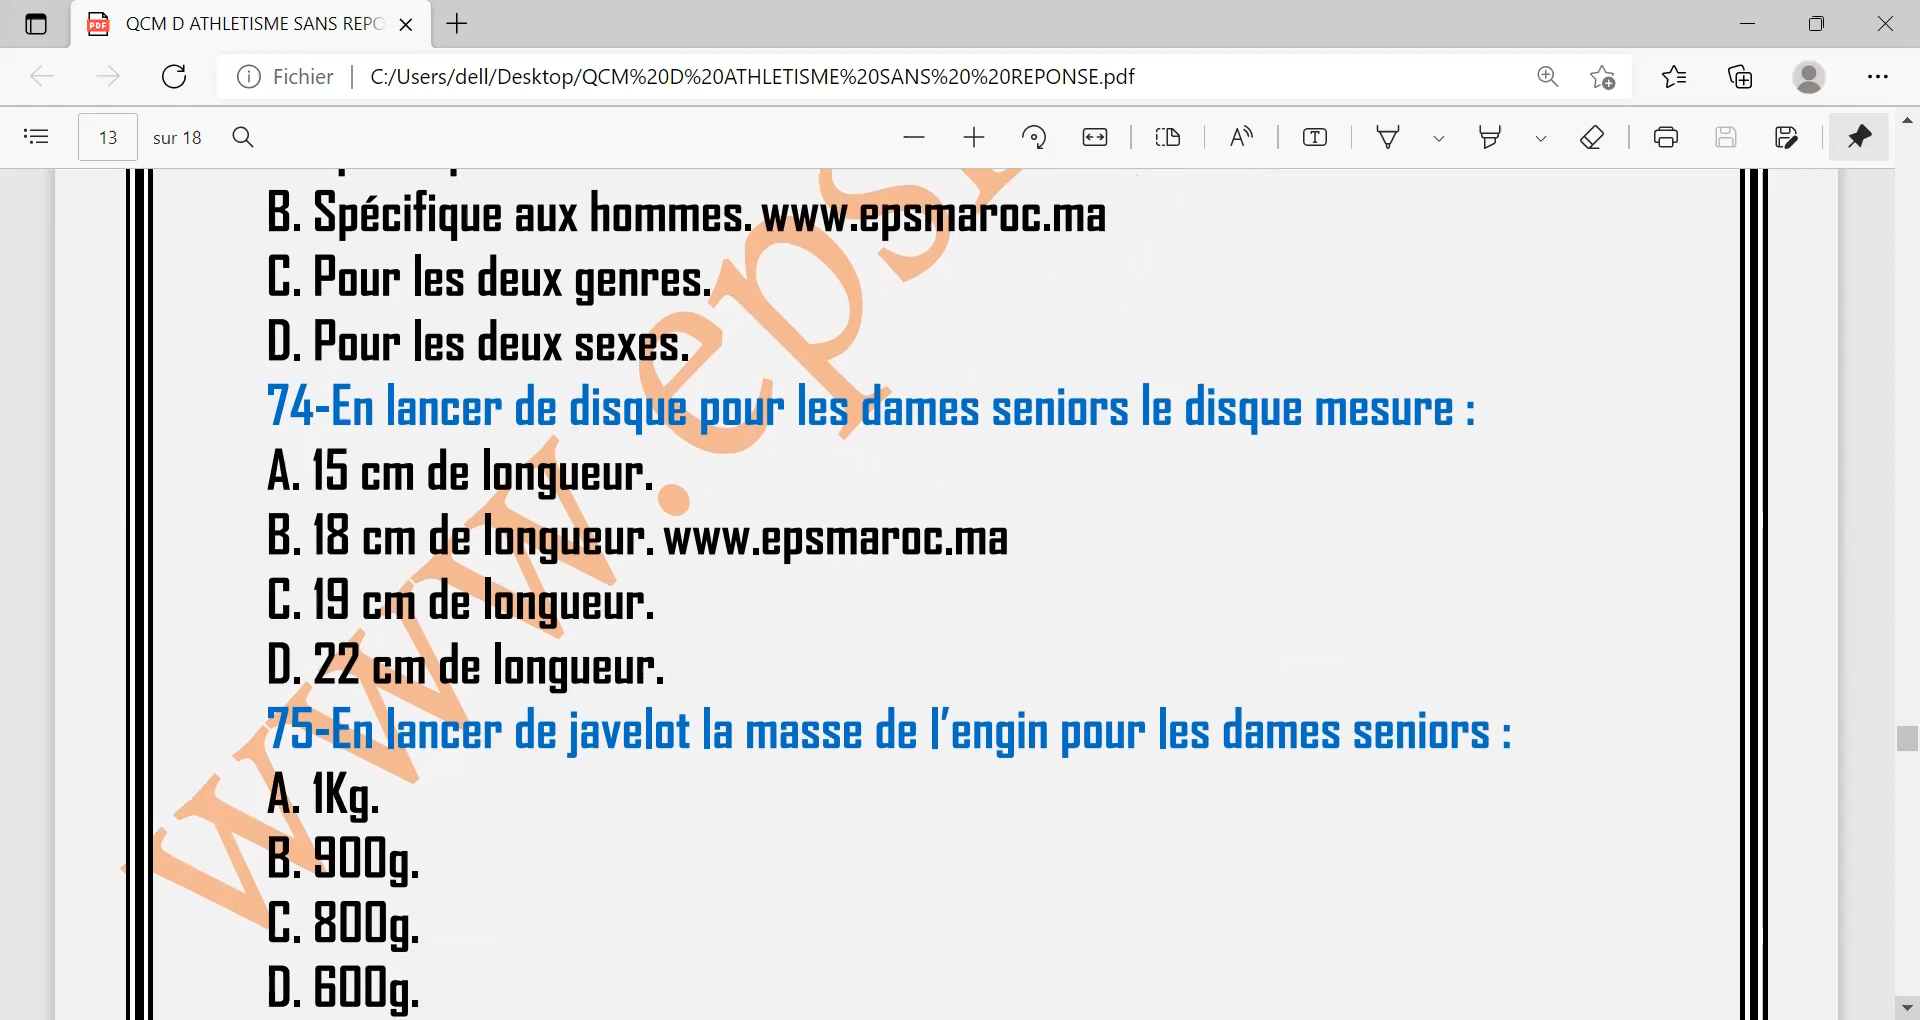 QCM D ATHLETISME SANS REPO
Fichier
C:/Users/dell/Desktop/QCM%20D%20ATHLETISME%20SANS%20%20REPONSE.pdf
13 sur 18
B. Spécifique aux hommes. www.epsmaroc.ma
C. Pour les deux genres.
D. Pour les deux sexes.
74-En lancer de disque pour les dames seniors le disque mesure :
A. 15 cm de longueur.
B. 18 cm de longueur. www.epsmaroc.ma
C. 19 cm de longueur.
D. 22 cm de longueur.
75-En lancer de javelot la masse de l'engin pour les dames seniors :
A. 1Kg.
B. 900g.
C. 800g.
D. 600g.
www.eps